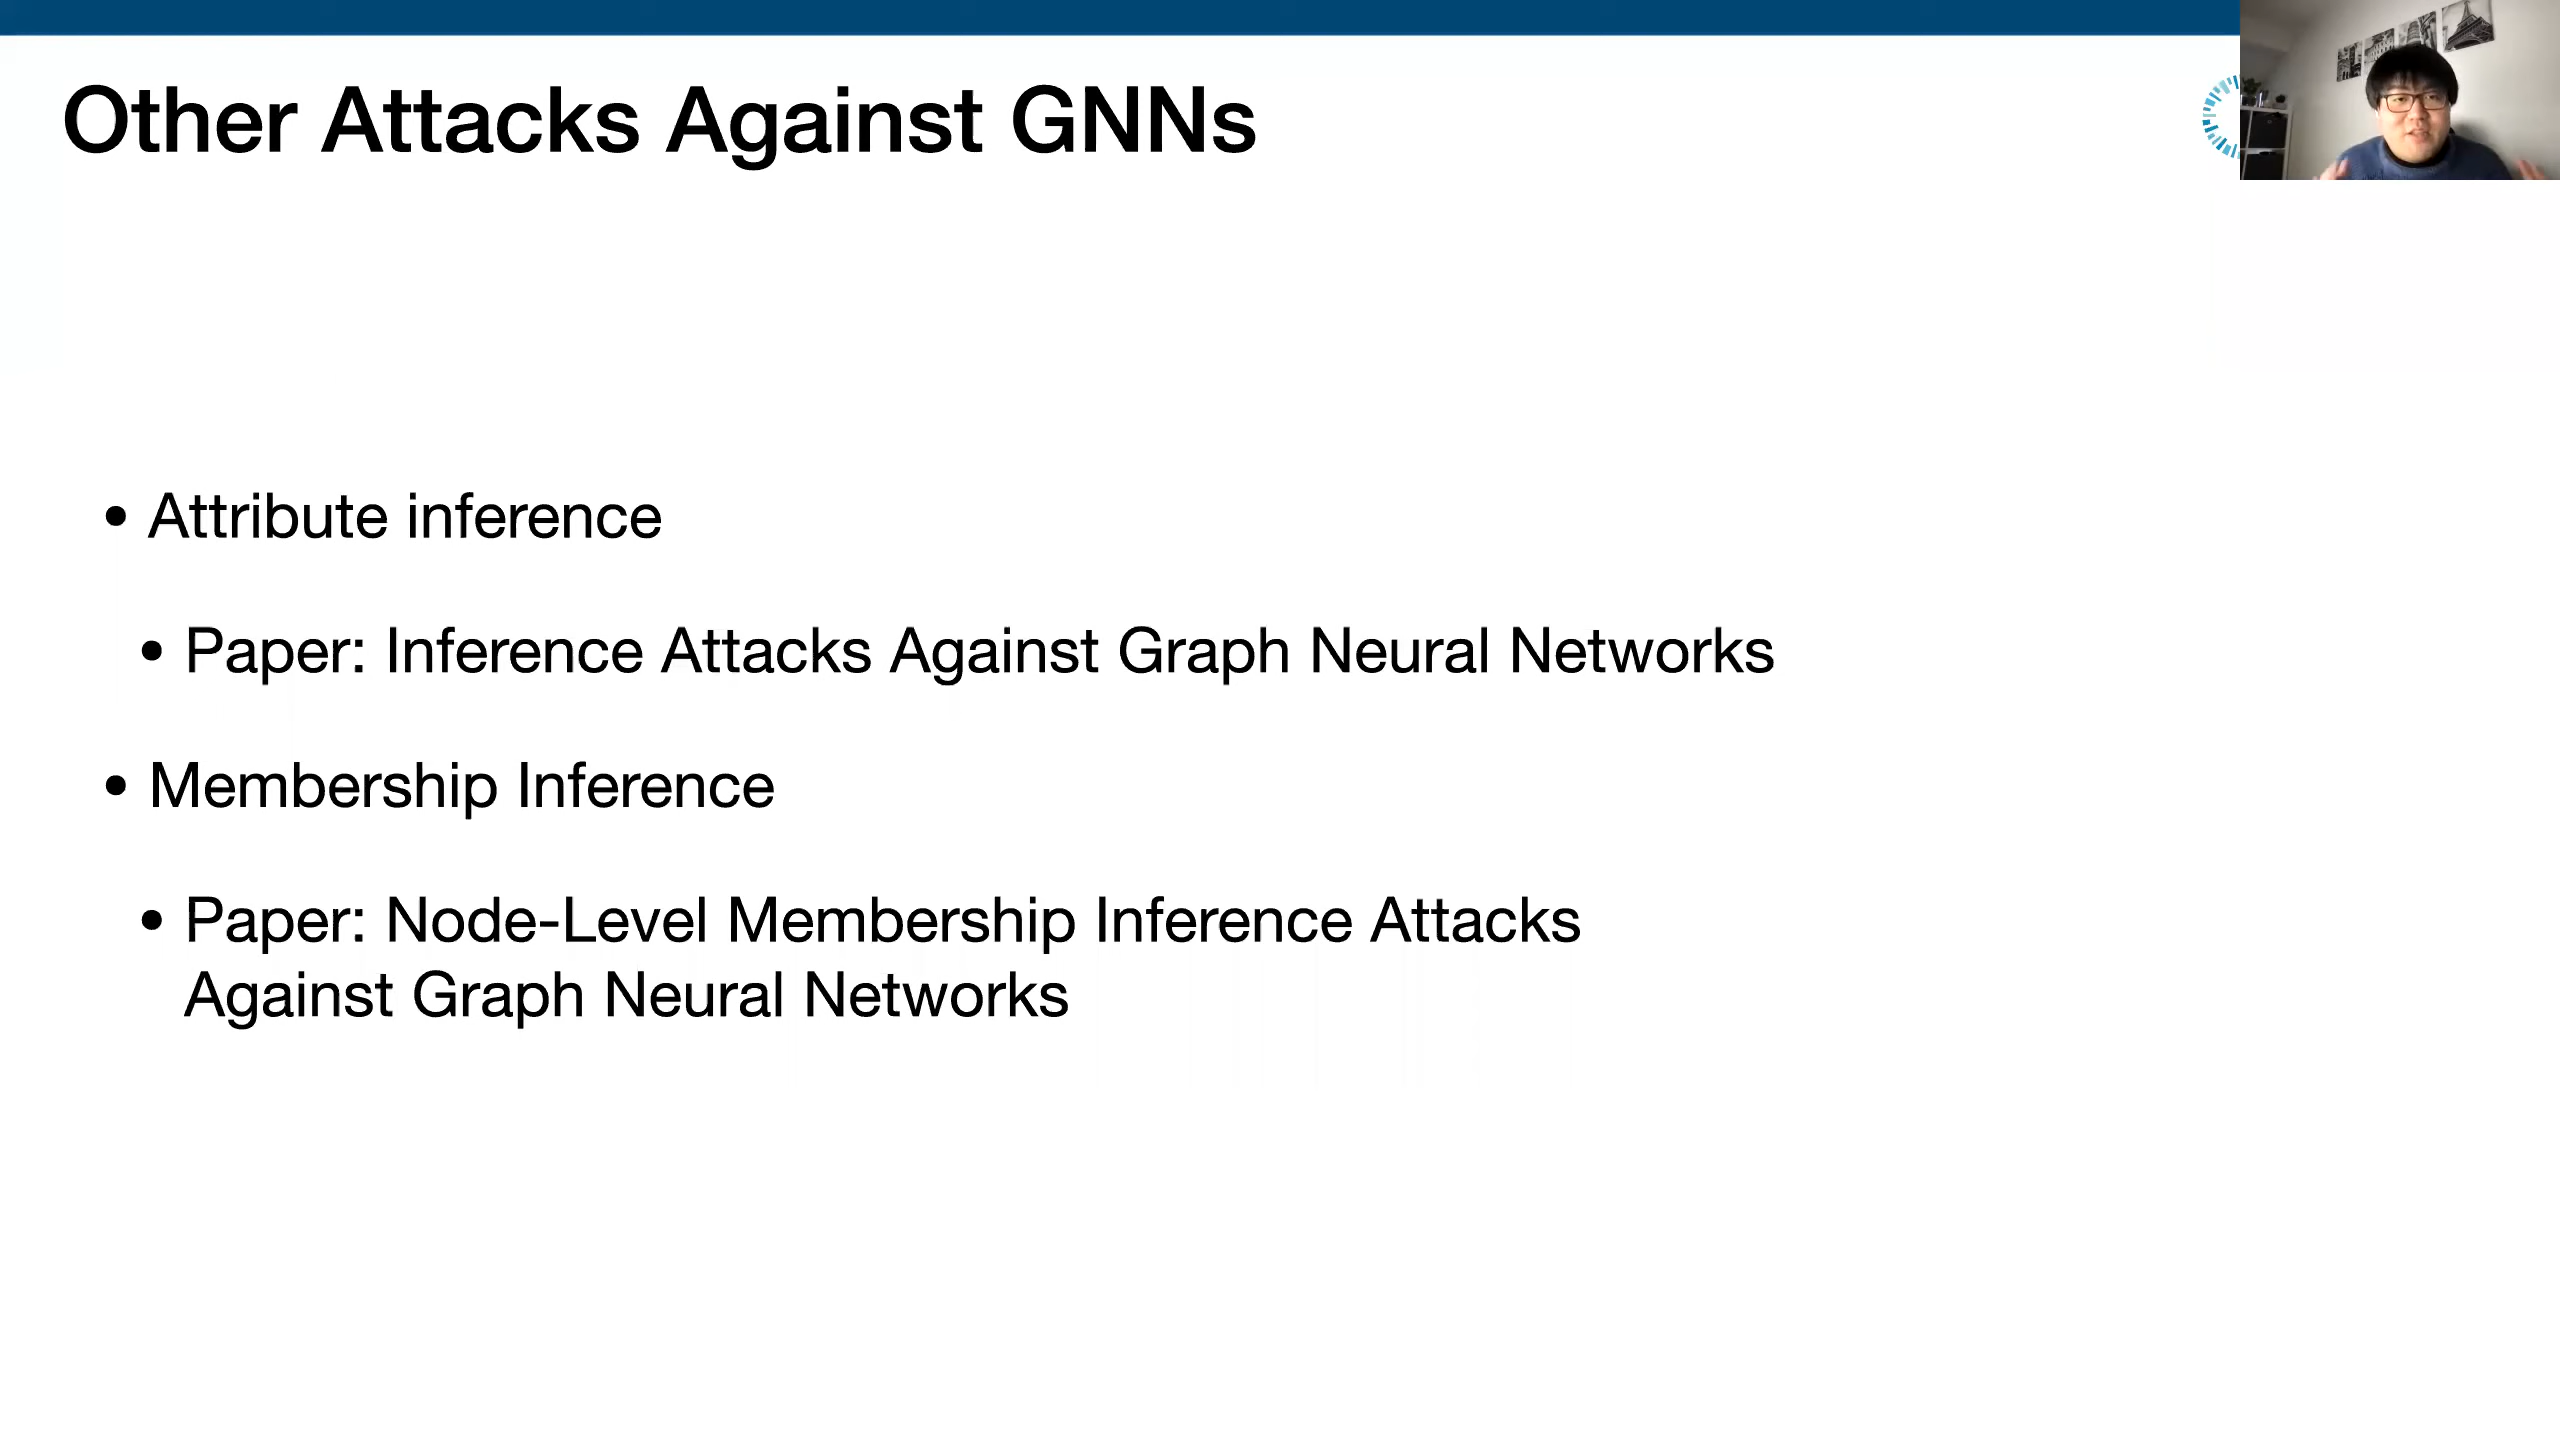 Other Attacks Against GNNs
• Attribute inference
• Paper: Inference Attacks Against Graph Neural Networks
• Membership Inference
• Paper: Node-Level Membership Inference Attacks
Against Graph Neural Networks